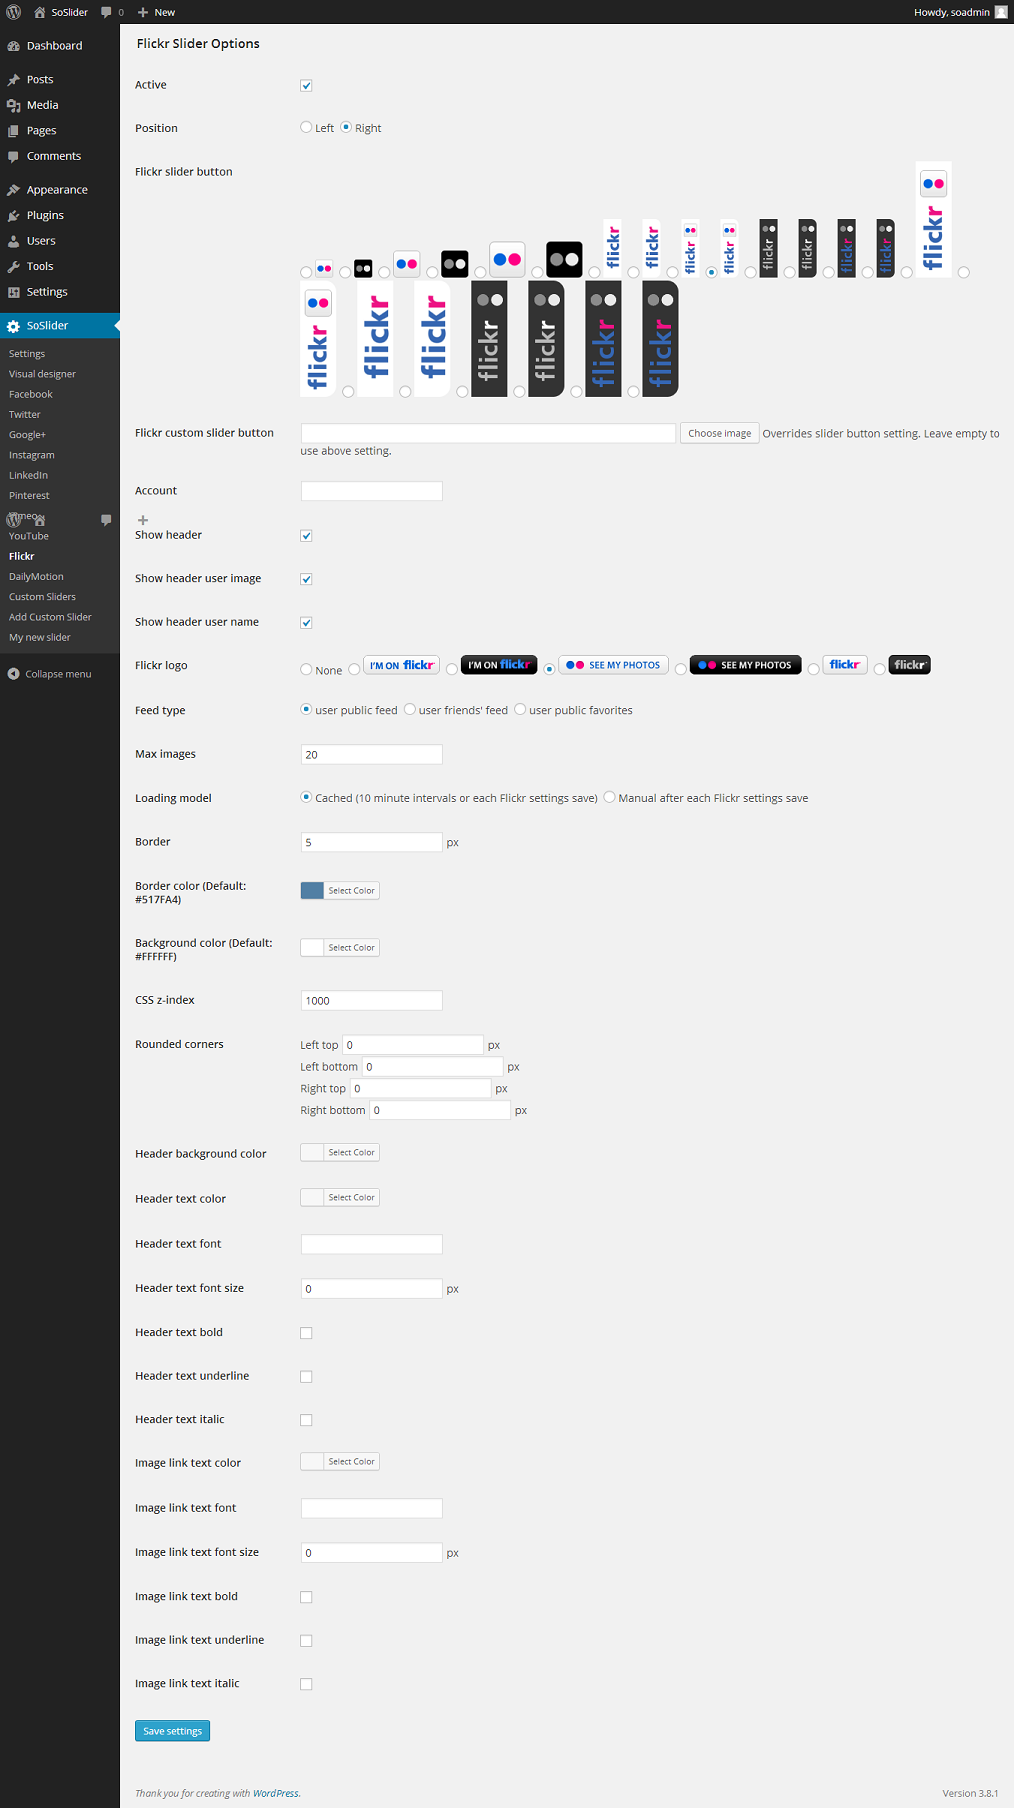 SoSlider 0 New Howdy, soadmin
Dashboard
Posts
Media
Pages
Comments
Appearance
Plugins
Users
Tools
Settings
SoSlider
Settings
Visual designer
Facebook
Twitter
Google+
Instagram
LinkedIn
Pinterest
Vimeo
YouTube
Flickr
DailyMotion
Custom Sliders
Add Custom Slider
My new slider
Collapse menu
Flickr Slider Options
Active
Position Left Right
Flickr slider button
flickr flickr flickr flickr flickr flickr flickr flickr flickr
flickr flickr flickr flickr flickr flickr flickr
Flickr custom slider button Choose image Overrides slider button setting. Leave empty to
use above setting.
Account
Show header
Show header user image
Show header user name
Flickr logo None I'M ON flickr I'M ON flickr SEE MY PHOTOS SEE MY PHOTOS flickr flickr
Feed type user public feed user friends' feed user public favorites
Max images 20
Loading model Cached (10 minute intervals or each Flickr settings save) Manual after each Flickr settings save
Border 5 px
Border color (Default:
#517FA4) Select Color
Background color (Default:
#FFFFFF) Select Color
CSS z-index 1000
Rounded corners Left top 0 px
Left bottom 0 px
Right top 0 px
Right bottom 0 px
Header background color Select Color
Header text color Select Color
Header text font
Header text font size 0 px
Header text bold
Header text underline
Header text italic
Image link text color Select Color
Image link text font
Image link text font size 0 px
Image link text bold
Image link text underline
Image link text italic
Save settings
Thank you for creating with WordPress. Version 3.8.1